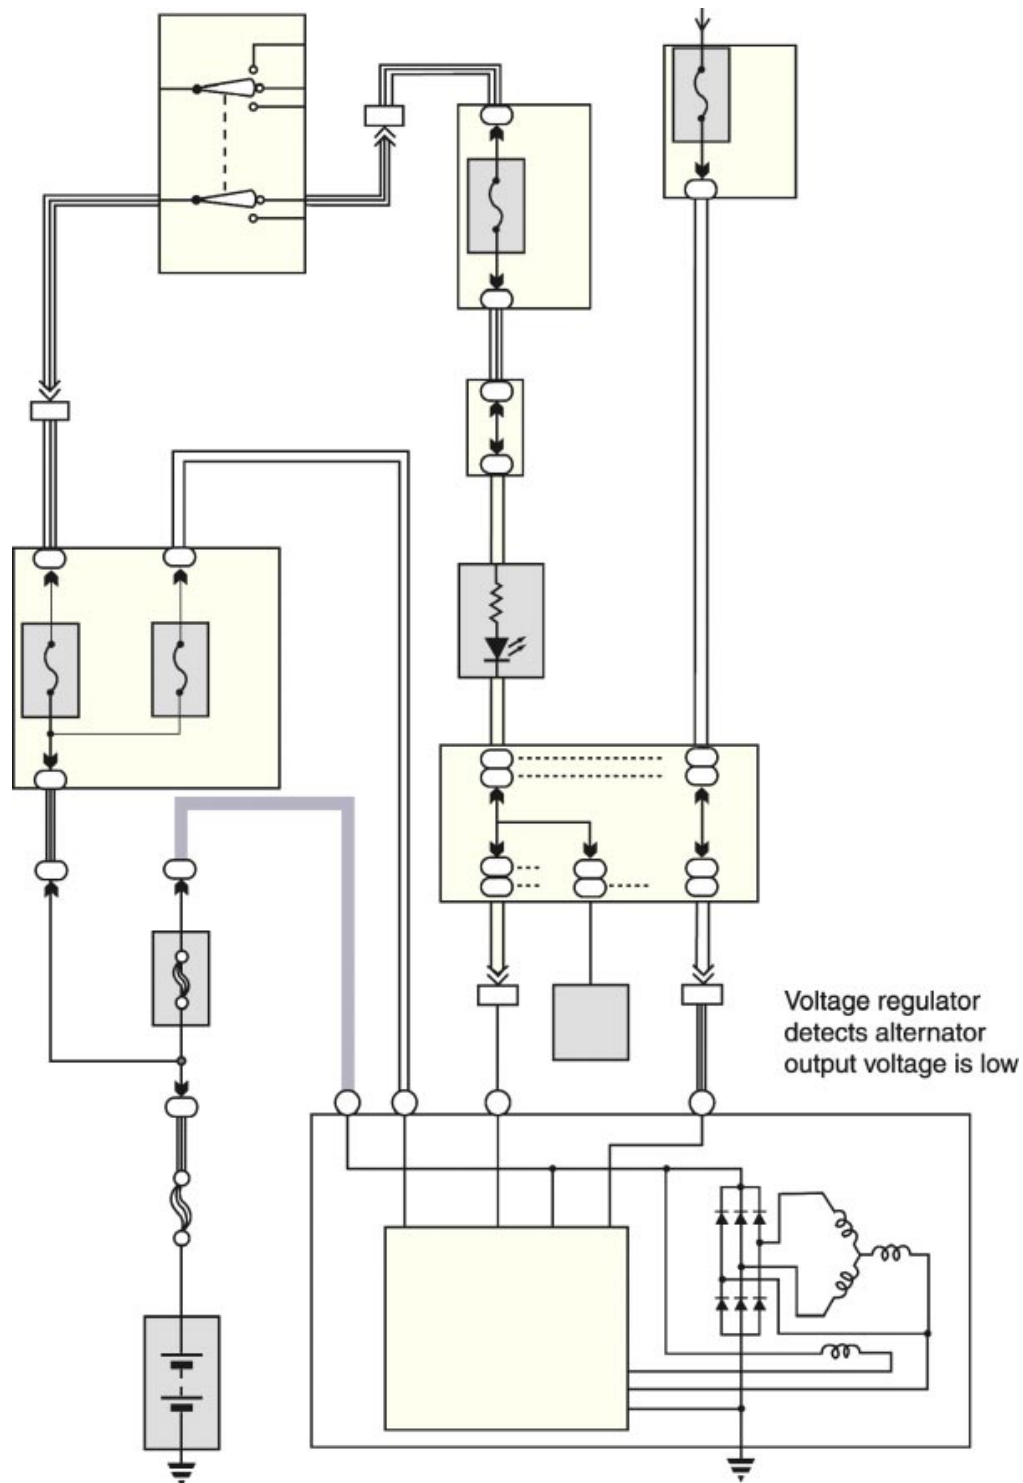 Voltage regulator
detects alternator
output voltage is low